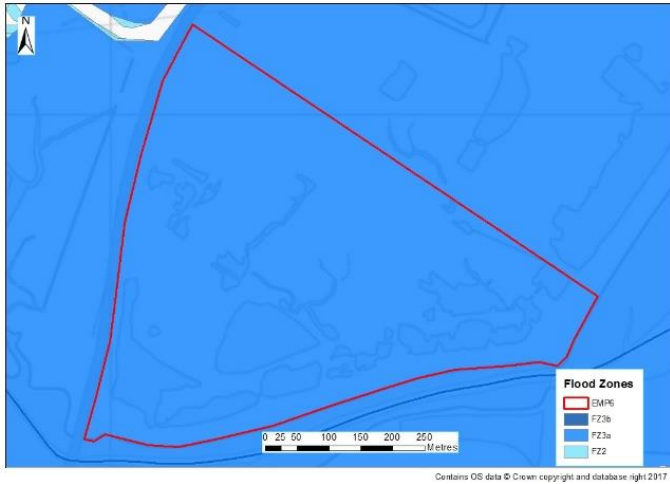 N
Flood Zones
EMP6
FZ3b
FZ3a
FZ2
0 25 50 100 150 200 250
Metres
Contains OS data © Crown copyright and database right 2017